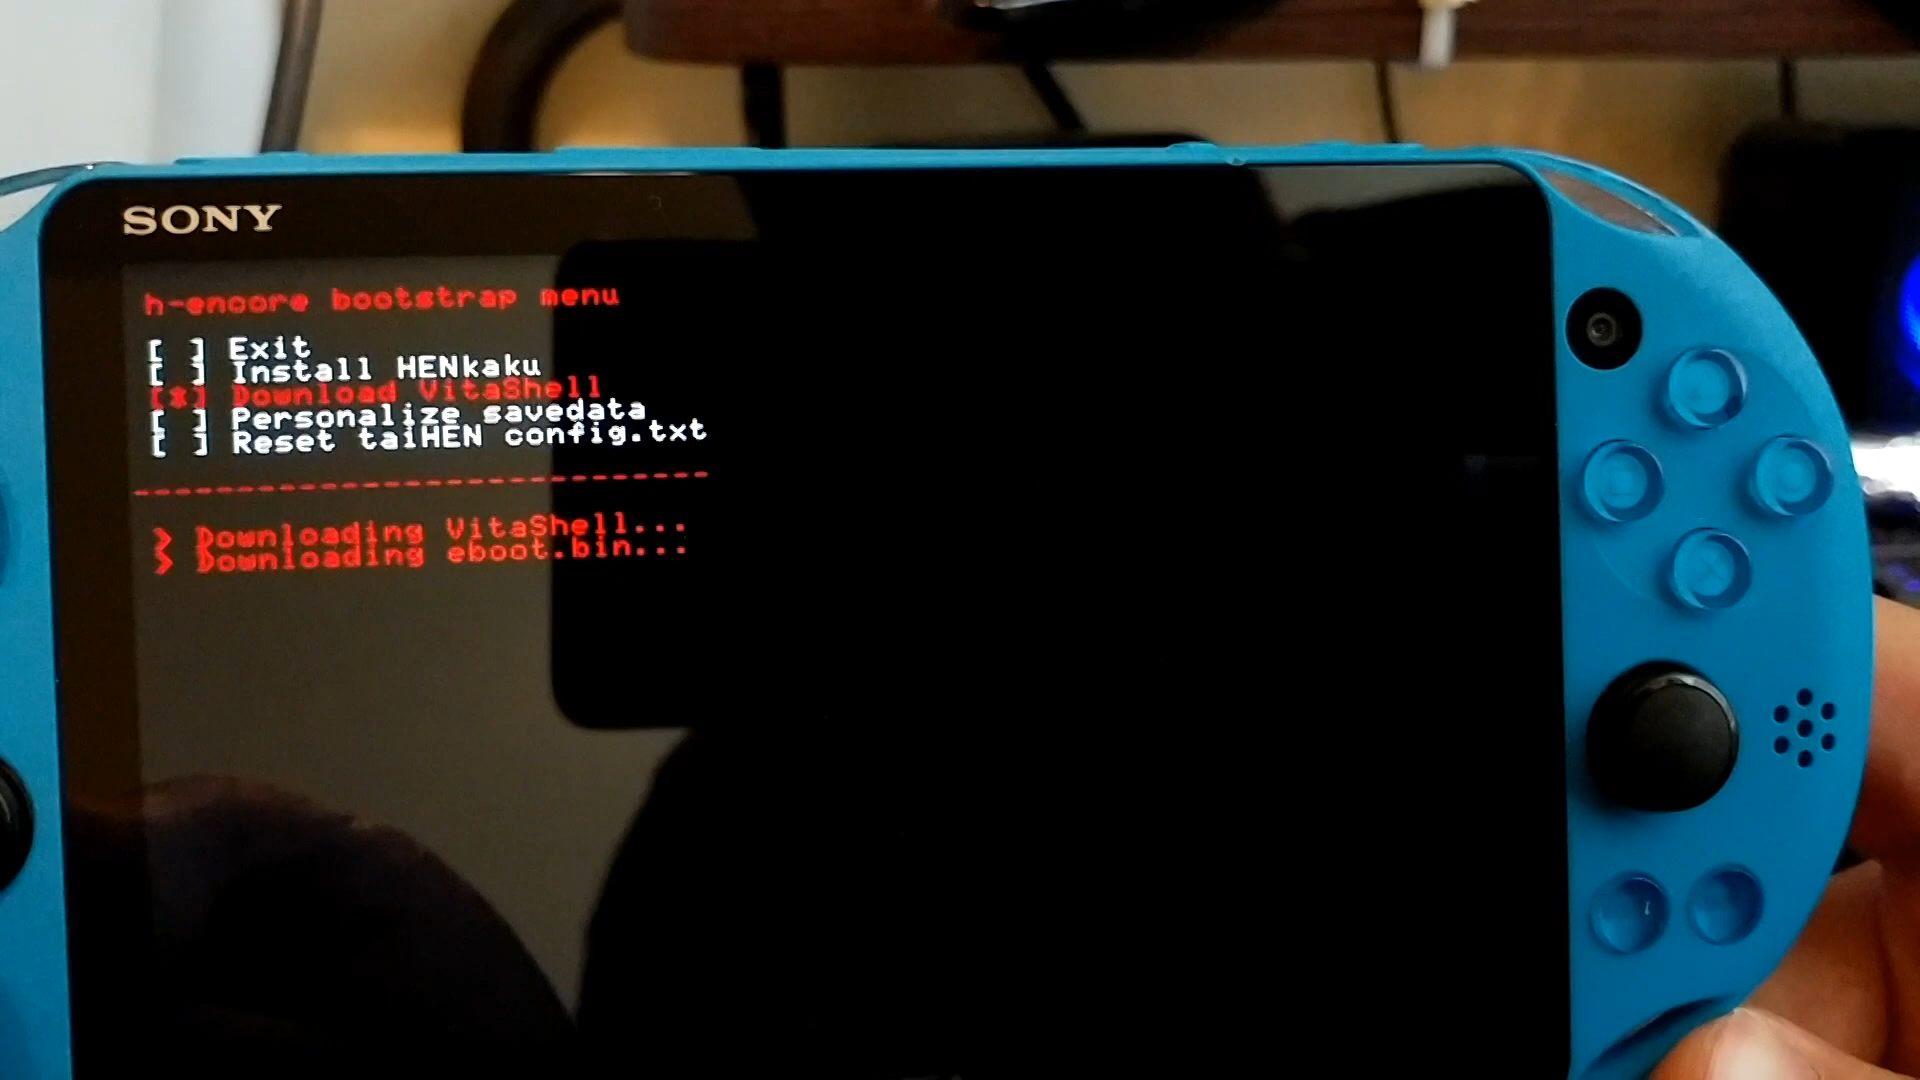 SONY
h-encore bootstrap menu
[ ] Exit
[ ] Install HENkaku
[*] Download VitaShell
[ ] Personalize savedata
[ ] Reset taiHEN config.txt
----------------------------
> Downloading VitaShell...
> Downloading eboot.bin...